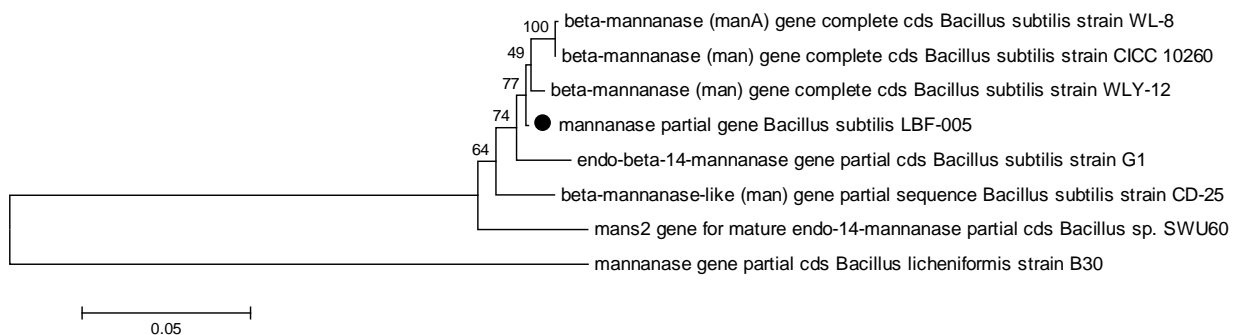 beta-mannanase (manA) gene complete cds Bacillus subtilis strain WL-8
100
beta-mannanase (man) gene complete cds Bacillus subtilis strain CICC 10260
49
beta-mannanase (man) gene complete cds Bacillus subtilis strain WLY-12
77
mannanase partial gene Bacillus subtilis LBF-005
74
endo-beta-14-mannanase gene partial cds Bacillus subtilis strain G1
64
beta-mannanase-like (man) gene partial sequence Bacillus subtilis strain CD-25
mans2 gene for mature endo-14-mannanase partial cds Bacillus sp. SWU60
mannanase gene partial cds Bacillus licheniformis strain B30
0.05